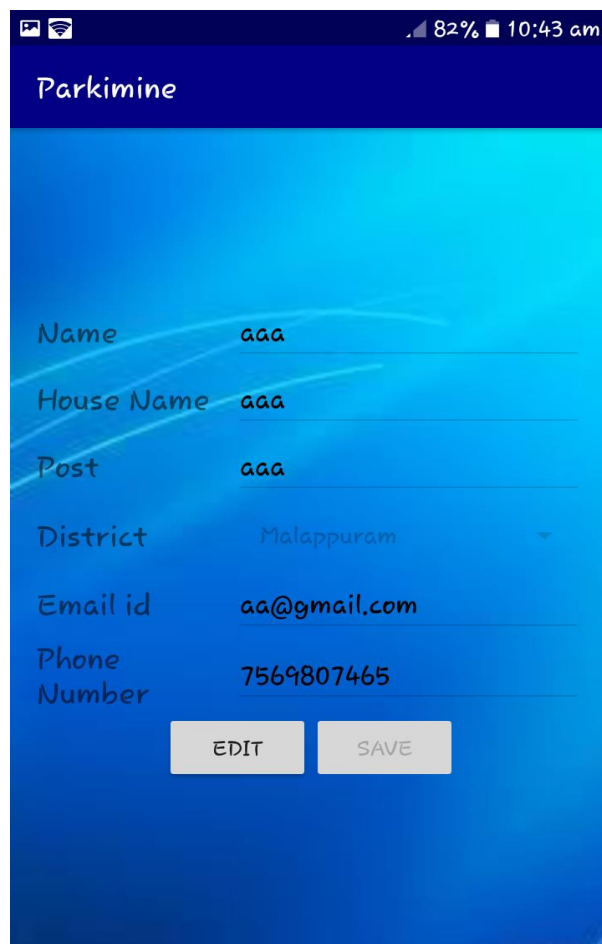 82% 10:43 am
Parkimine
Name aaa
House Name aaa
Post aaa
District Malappuram
Email id aa@gmail.com
Phone
Number 7569807465
EDIT SAVE